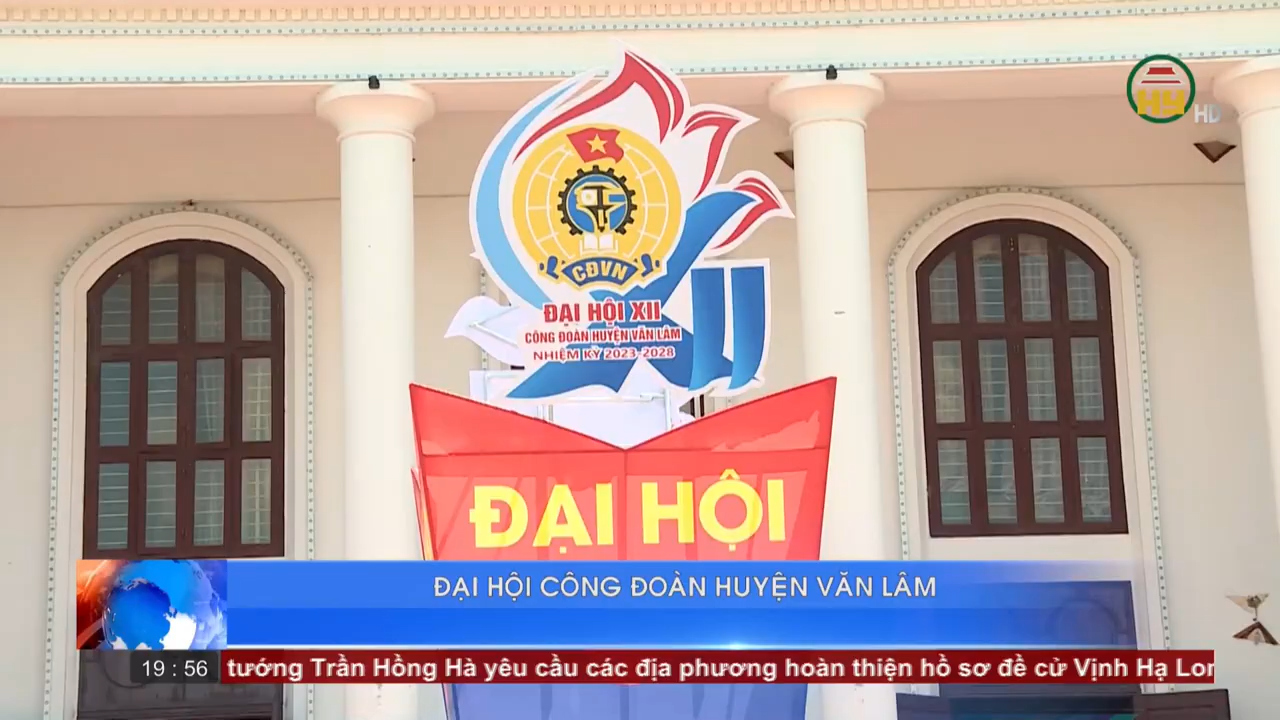 HY HD
CĐVN
ĐẠI HỘI XII
CÔNG ĐOÀN HUYỆN VĂN LÂM
NHIỆM KỲ 2023-2028
XII
ĐẠI HỘI
ĐẠI HỘI CÔNG ĐOÀN HUYỆN VĂN LÂM
19 : 56 tướng Trần Hồng Hà yêu cầu các địa phương hoàn thiện hồ sơ đề cử Vịnh Hạ Lon